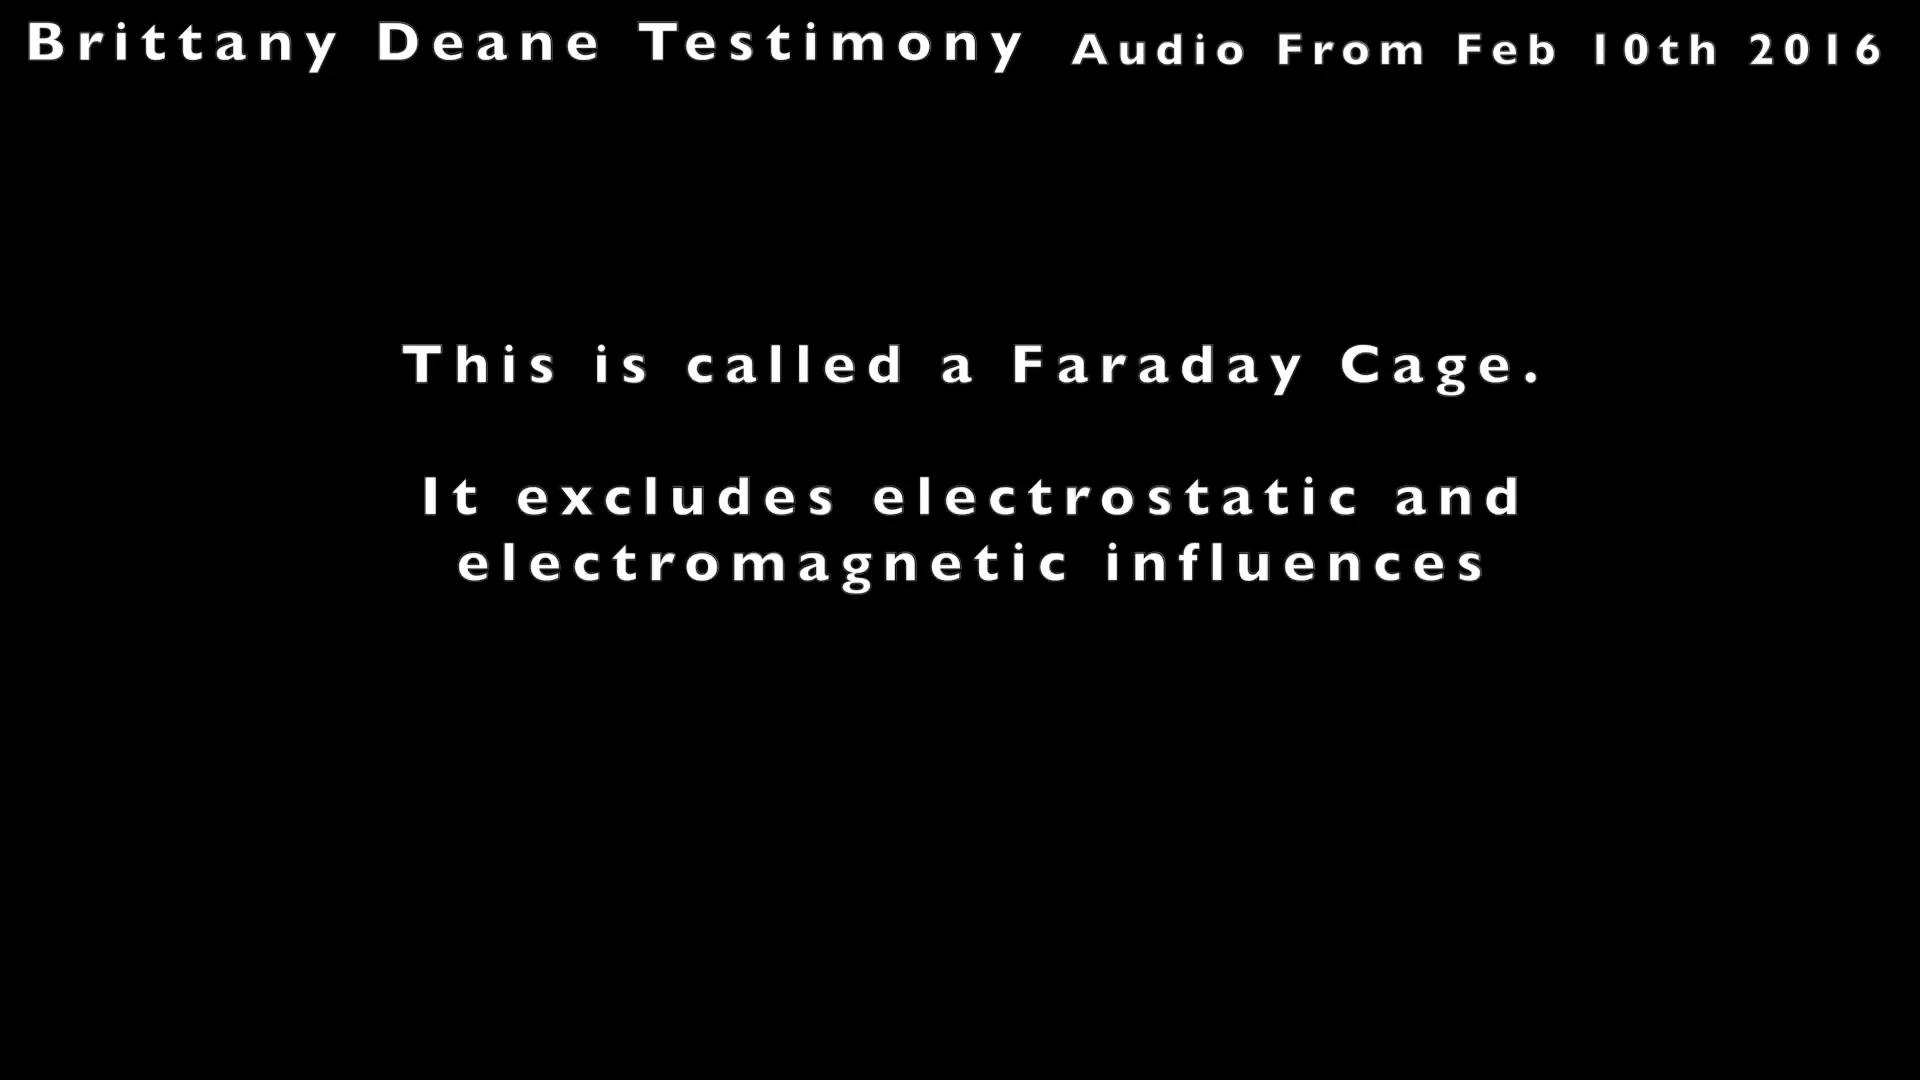 Brittany Deane Testimony Audio From Feb 10th 2016
This is called a Faraday Cage.
It excludes electrostatic and
electromagnetic influences